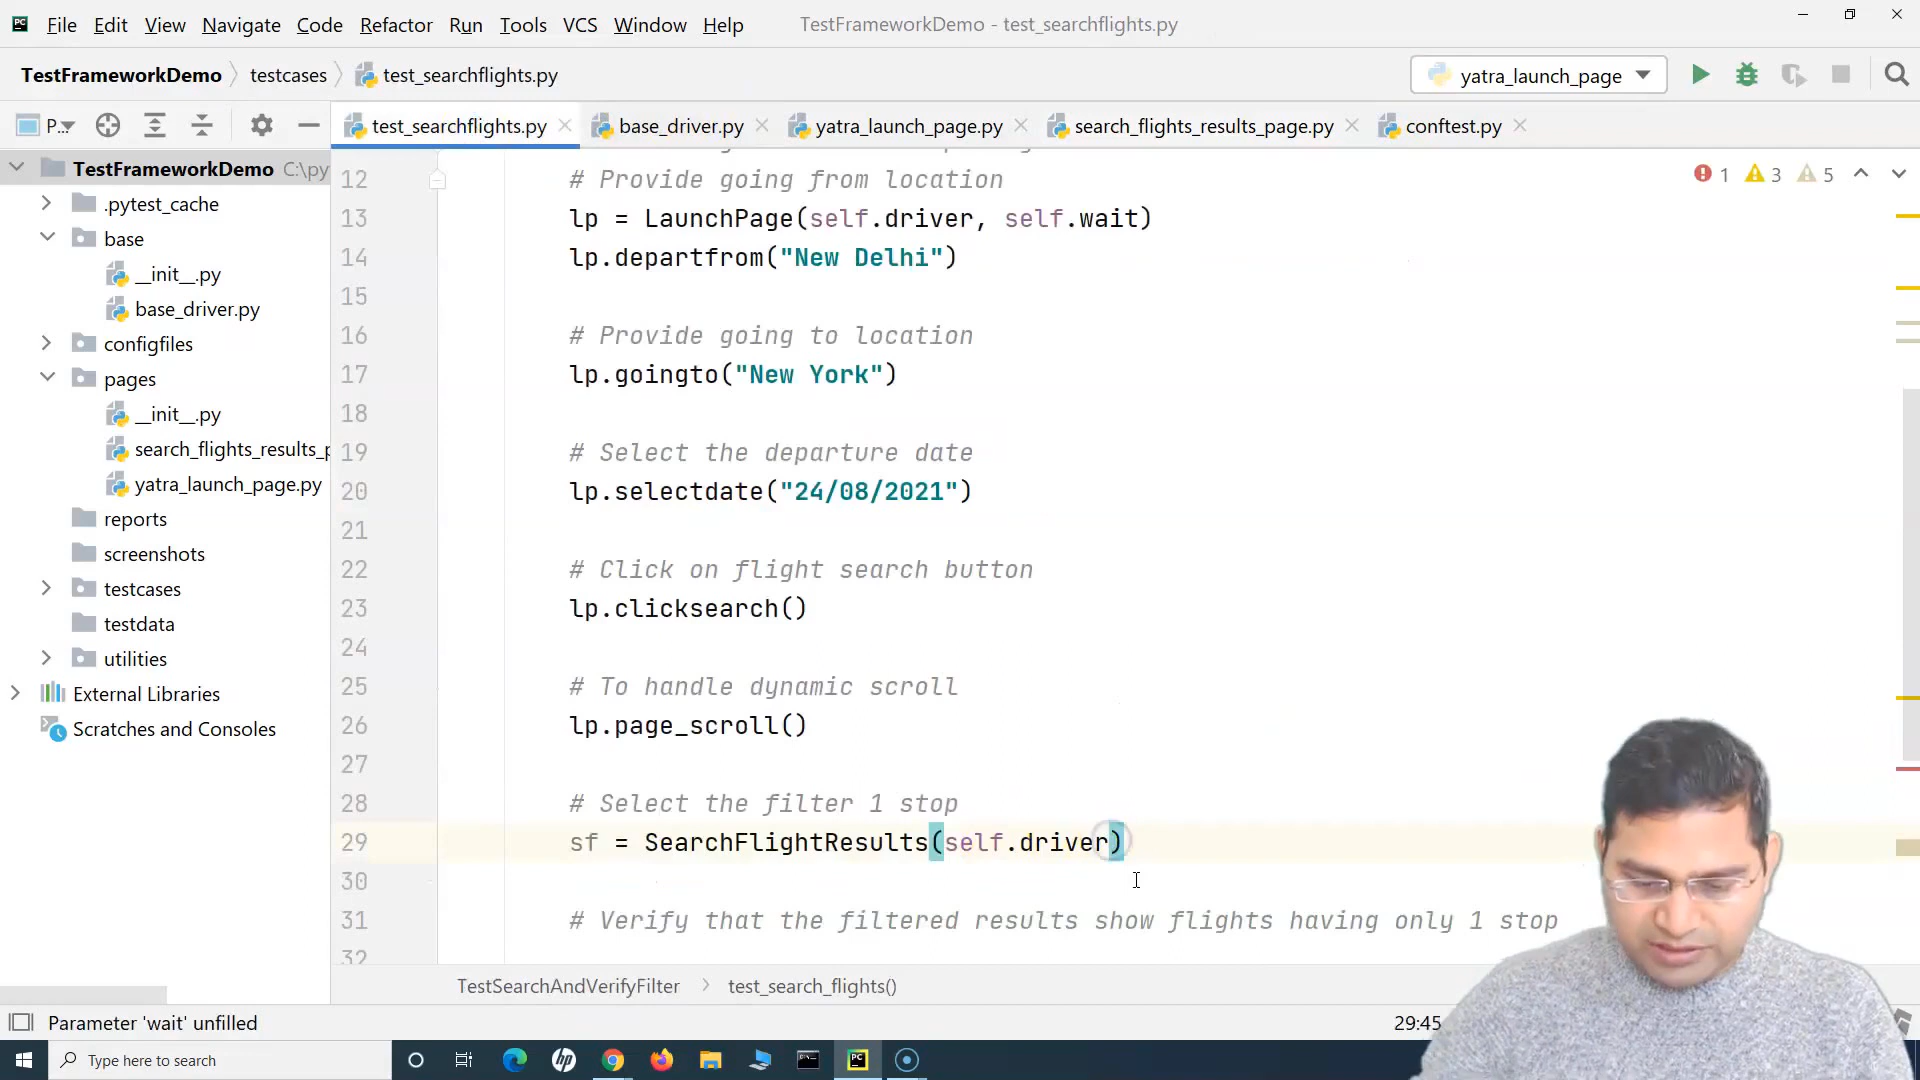 File Edit View Navigate Code Refactor Run Tools VCS Window Help TestFrameworkDemo - test_searchflights.py
TestFrameworkDemo testcases test_searchflights.py yatra_launch_page
P... test_searchflights.py base_driver.py yatra_launch_page.py search_flights_results_page.py conftest.py
TestFrameworkDemo C:\py
.pytest_cache
base
__init__.py
base_driver.py
configfiles
pages
__init__.py
search_flights_results_p
yatra_launch_page.py
reports
screenshots
testcases
testdata
utilities
External Libraries
Scratches and Consoles
1 3 5
12 # Provide going from location
13 lp = LaunchPage(self.driver, self.wait)
14 lp.departfrom("New Delhi")
15
16 # Provide going to location
17 lp.goingto("New York")
18
19 # Select the departure date
20 lp.selectdate("24/08/2021")
21
22 # Click on flight search button
23 lp.clicksearch()
24
25 # To handle dynamic scroll
26 lp.page_scroll()
27
28 # Select the filter 1 stop
29 sf = SearchFlightResults(self.driver)
30
31 # Verify that the filtered results show flights having only 1 stop
32
TestSearchAndVerifyFilter test_search_flights()
Parameter 'wait' unfilled 29:45
Type here to search